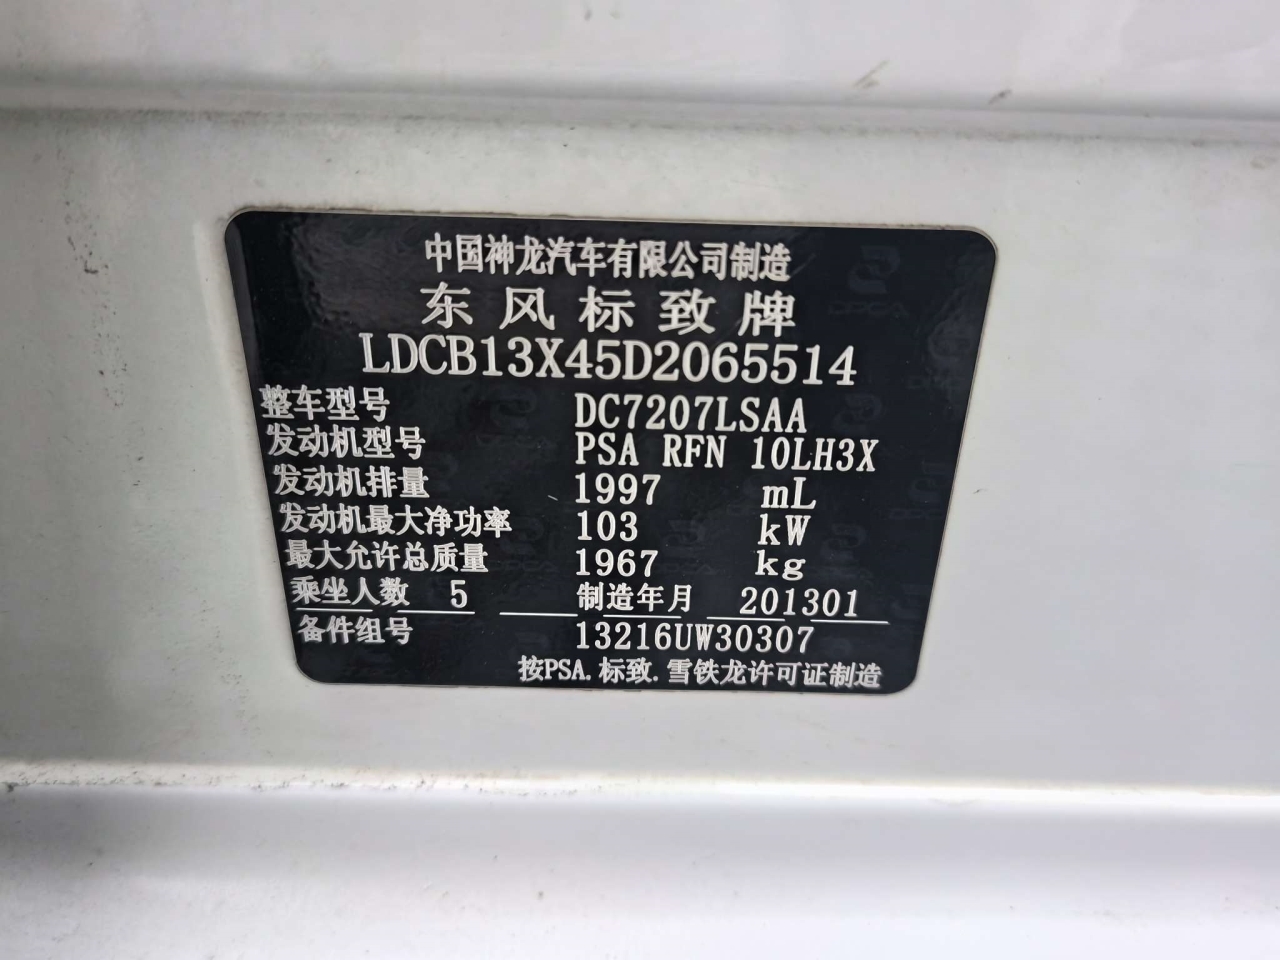 中国神龙汽车有限公司制造
东风标致牌
LDCB13X45D2065514
整车型号 DC7207LSAA
发动机型号 PSA RFN 10LH3X
发动机排量 1997 mL
发动机最大净功率 103 kW
最大允许总质量 1967 kg
乘坐人数 5 制造年月 201301
备件组号 13216UW30307
按PSA.标致.雪铁龙许可证制造